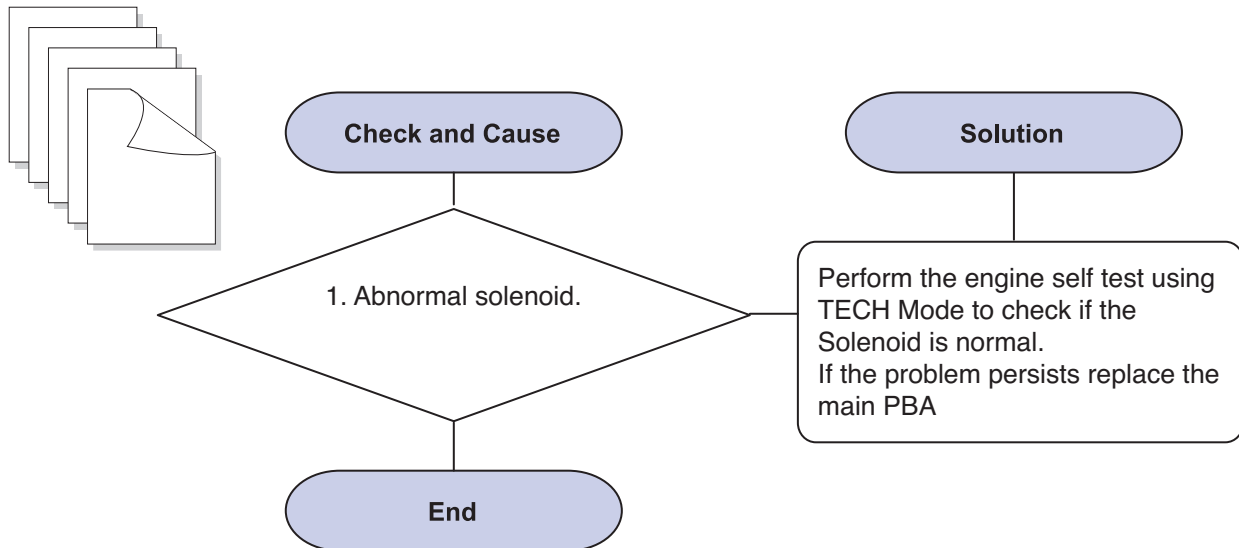 Check and Cause
Solution
1. Abnormal solenoid.
Perform the engine self test using
TECH Mode to check if the
Solenoid is normal.
If the problem persists replace the
main PBA
End